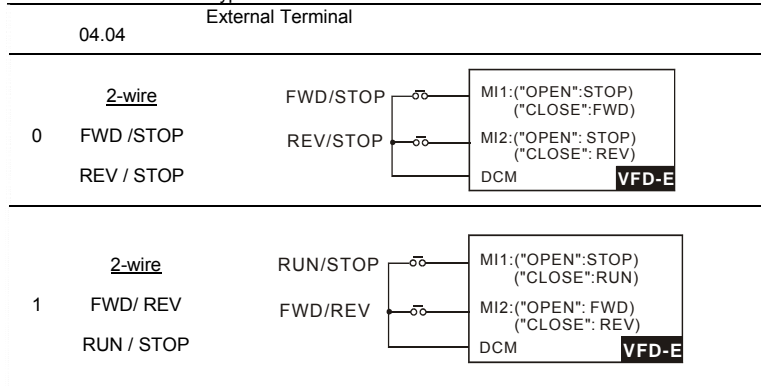 External Terminal
04.04
2-wire
0 FWD /STOP
REV / STOP
FWD/STOP
REV/STOP
MI1:("OPEN":STOP)
("CLOSE":FWD)
MI2:("OPEN": STOP)
("CLOSE": REV)
DCM
VFD-E
2-wire
1 FWD/ REV
RUN / STOP
RUN/STOP
FWD/REV
MI1:("OPEN":STOP)
("CLOSE":RUN)
MI2:("OPEN": FWD)
("CLOSE": REV)
DCM
VFD-E